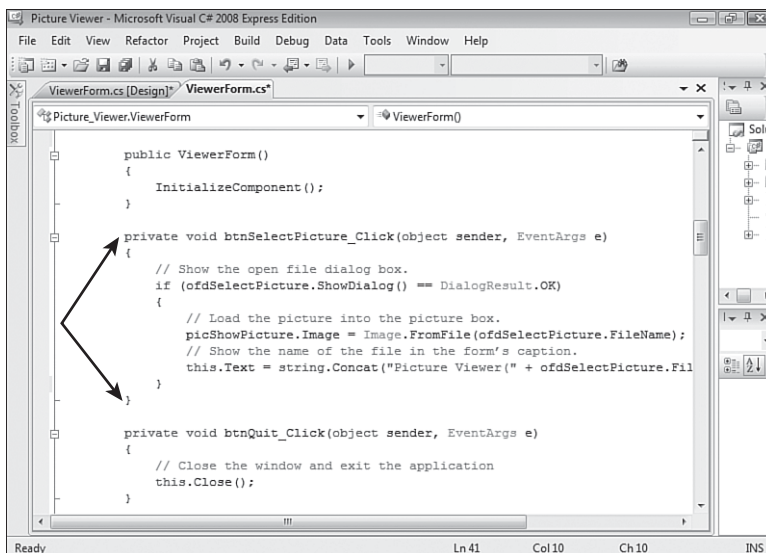 Picture Viewer - Microsoft Visual C# 2008 Express Edition
File Edit View Refactor Project Build Debug Data Tools Window Help
ViewerForm.cs [Design]* ViewerForm.cs*
Toolbox
Picture_Viewer.ViewerForm ViewerForm()
public ViewerForm()
{
InitializeComponent();
}
private void btnSelectPicture_Click(object sender, EventArgs e)
{
// Show the open file dialog box.
if (ofdSelectPicture.ShowDialog() == DialogResult.OK)
{
// Load the picture into the picture box.
picShowPicture.Image = Image.FromFile(ofdSelectPicture.FileName);
// Show the name of the file in the form's caption.
this.Text = string.Concat("Picture Viewer(" + ofdSelectPicture.Fil
}
}
private void btnQuit_Click(object sender, EventArgs e)
{
// Close the window and exit the application
this.Close();
}
Solu
Ready Ln 41 Col 10 Ch 10 INS